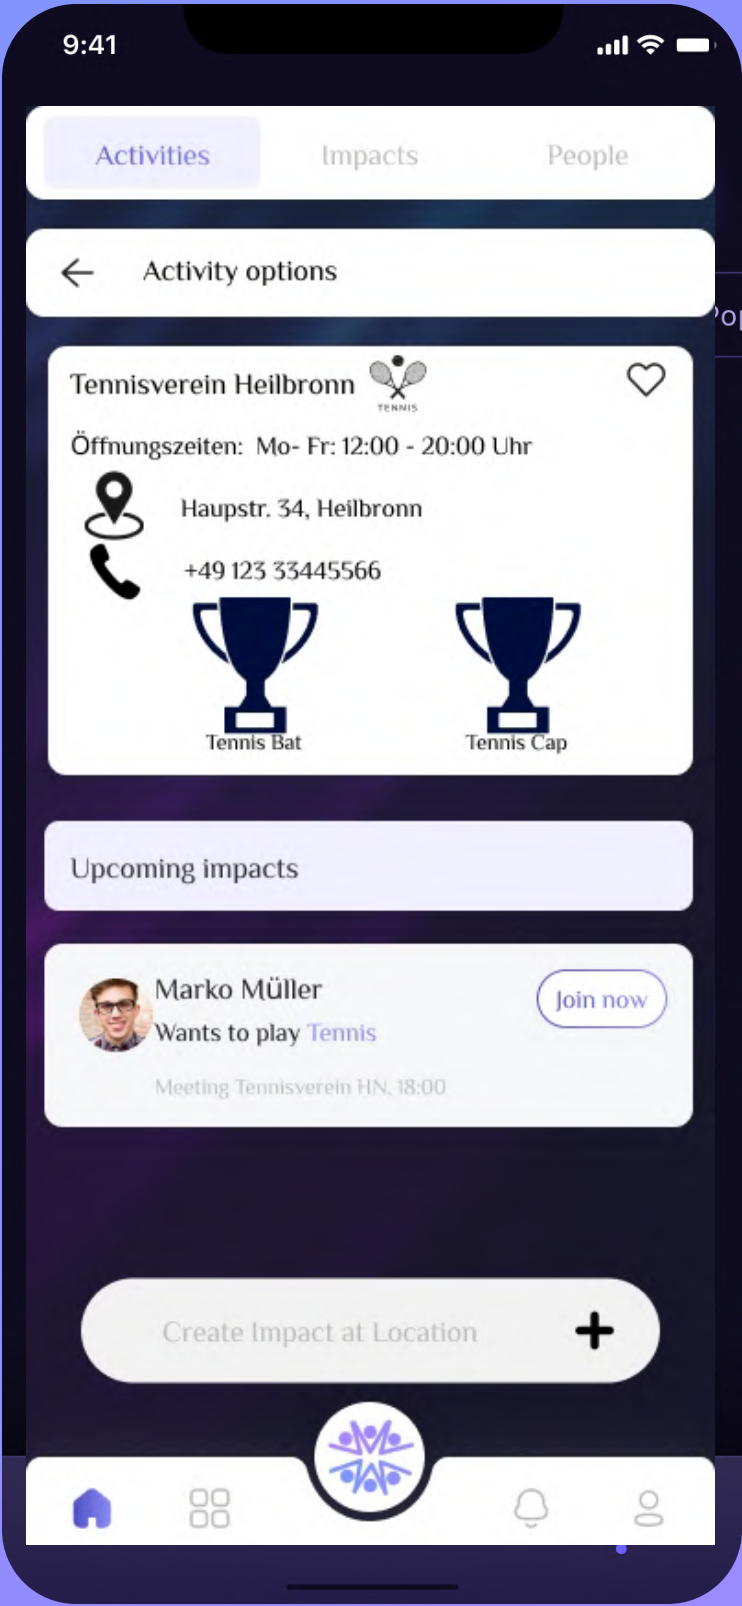 9:41
Activities Impacts People
Activity options
Tennisverein Heilbronn
TENNIS
Öffnungszeiten: Mo- Fr: 12:00 - 20:00 Uhr
Haupstr. 34, Heilbronn
+49 123 33445566
Tennis Bat Tennis Cap
Upcoming impacts
Marko Müller
Join now
Wants to play Tennis
Meeting Tennisverein HN, 18:00
Create Impact at Location